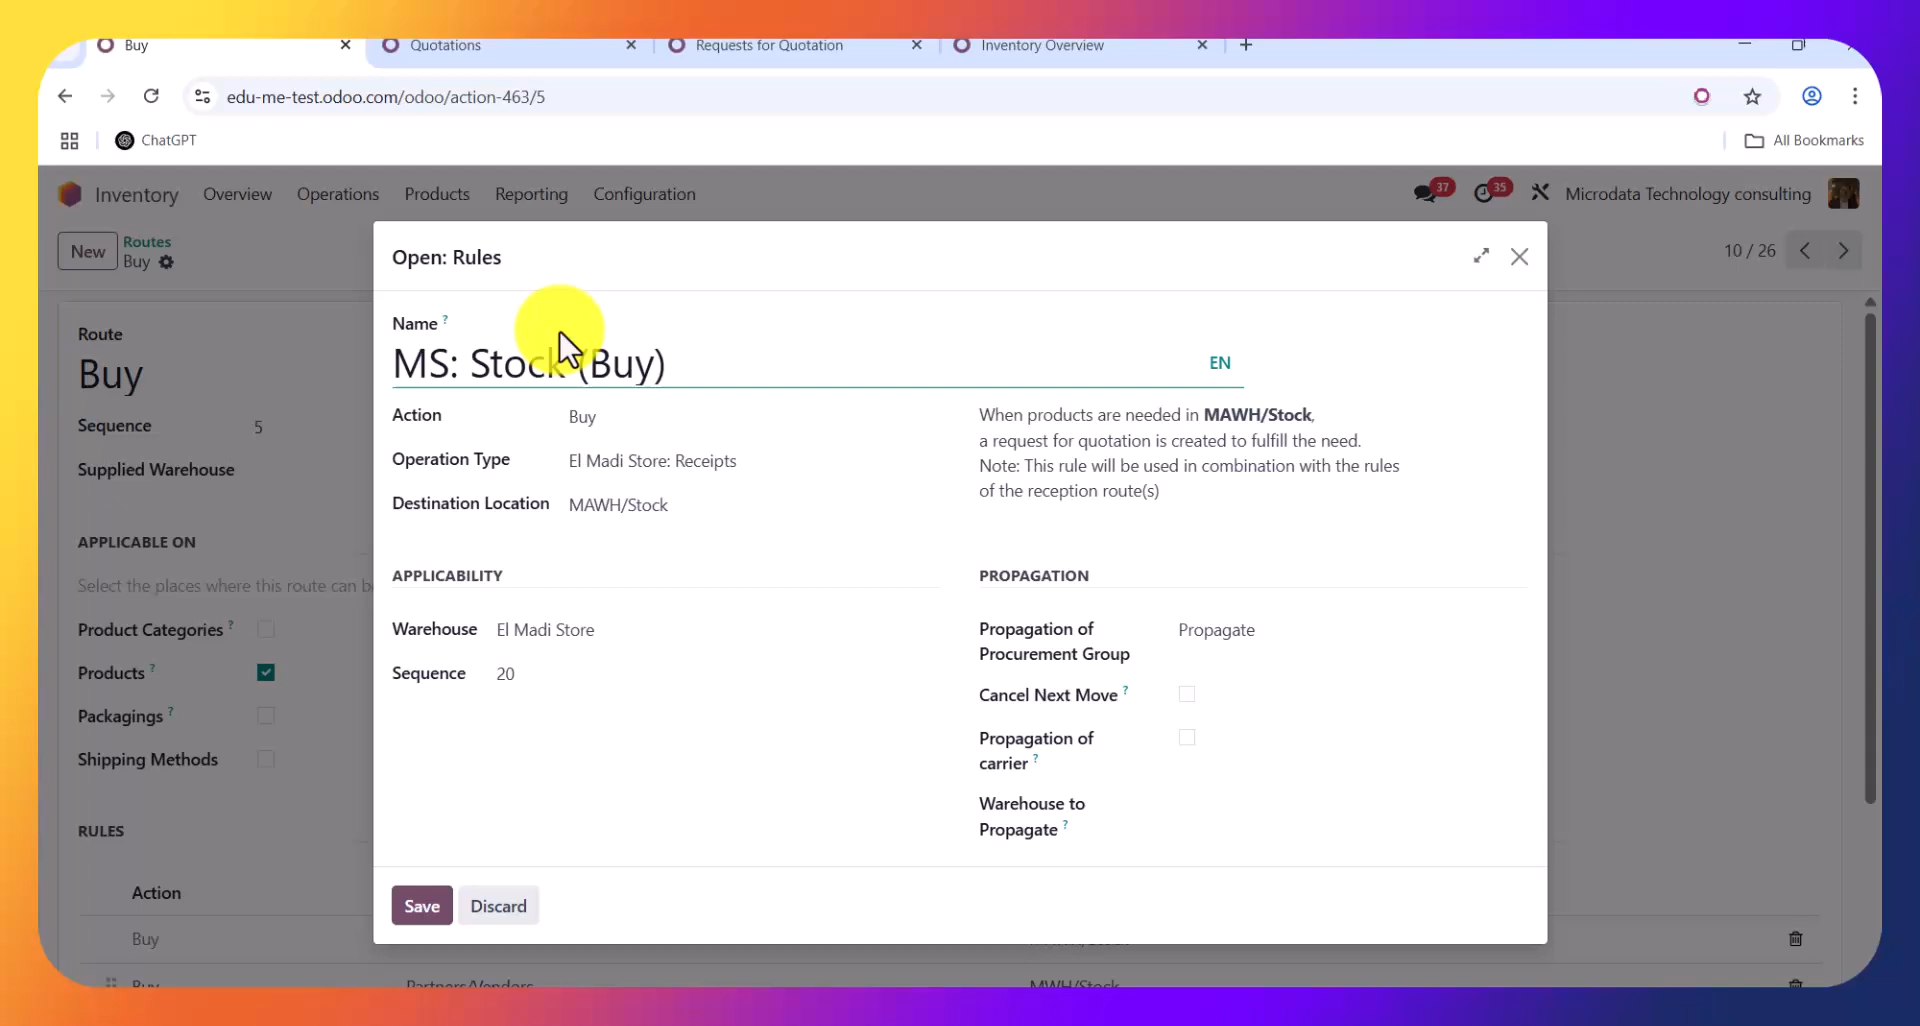 Buy
Quotations
Requests for Quotation
Inventory Overview
edu-me-test.odoo.com/odoo/action-463/5
ChatGPT
All Bookmarks
Inventory
Overview
Operations
Products
Reporting
Configuration
37
35
Microdata Technology consulting
New
Routes
Buy
10 / 26
Open: Rules
Route
Buy
Sequence
5
Supplied Warehouse
APPLICABLE ON
Select the places where this route can be
Product Categories ?
Products ?
Packagings ?
Shipping Methods
RULES
Action
Buy
Buy
Partners/Vendors
MWH/Stock
Name ?
MS: Stock (Buy)
EN
Action
Buy
Operation Type
El Madi Store: Receipts
Destination Location
MAWH/Stock
When products are needed in MAWH/Stock,
a request for quotation is created to fulfill the need.
Note: This rule will be used in combination with the rules
of the reception route(s)
APPLICABILITY
Warehouse
El Madi Store
Sequence
20
PROPAGATION
Propagation of
Procurement Group
Propagate
Cancel Next Move ?
Propagation of
carrier ?
Warehouse to
Propagate ?
Save
Discard